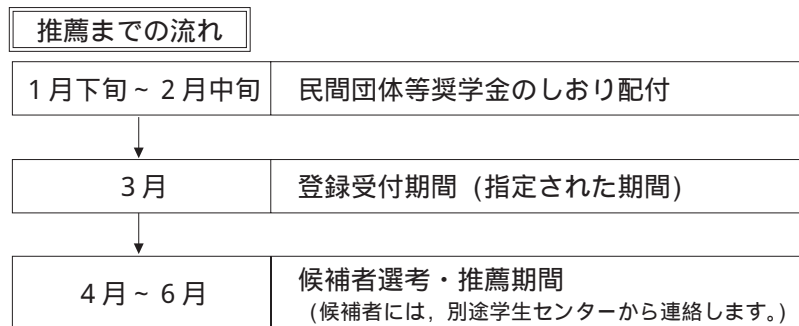 推薦までの流れ
1月下旬～2月中旬 民間団体等奨学金のしおり配付
3月 登録受付期間 (指定された期間)
4月～6月 候補者選考・推薦期間
(候補者には，別途学生センターから連絡します。)